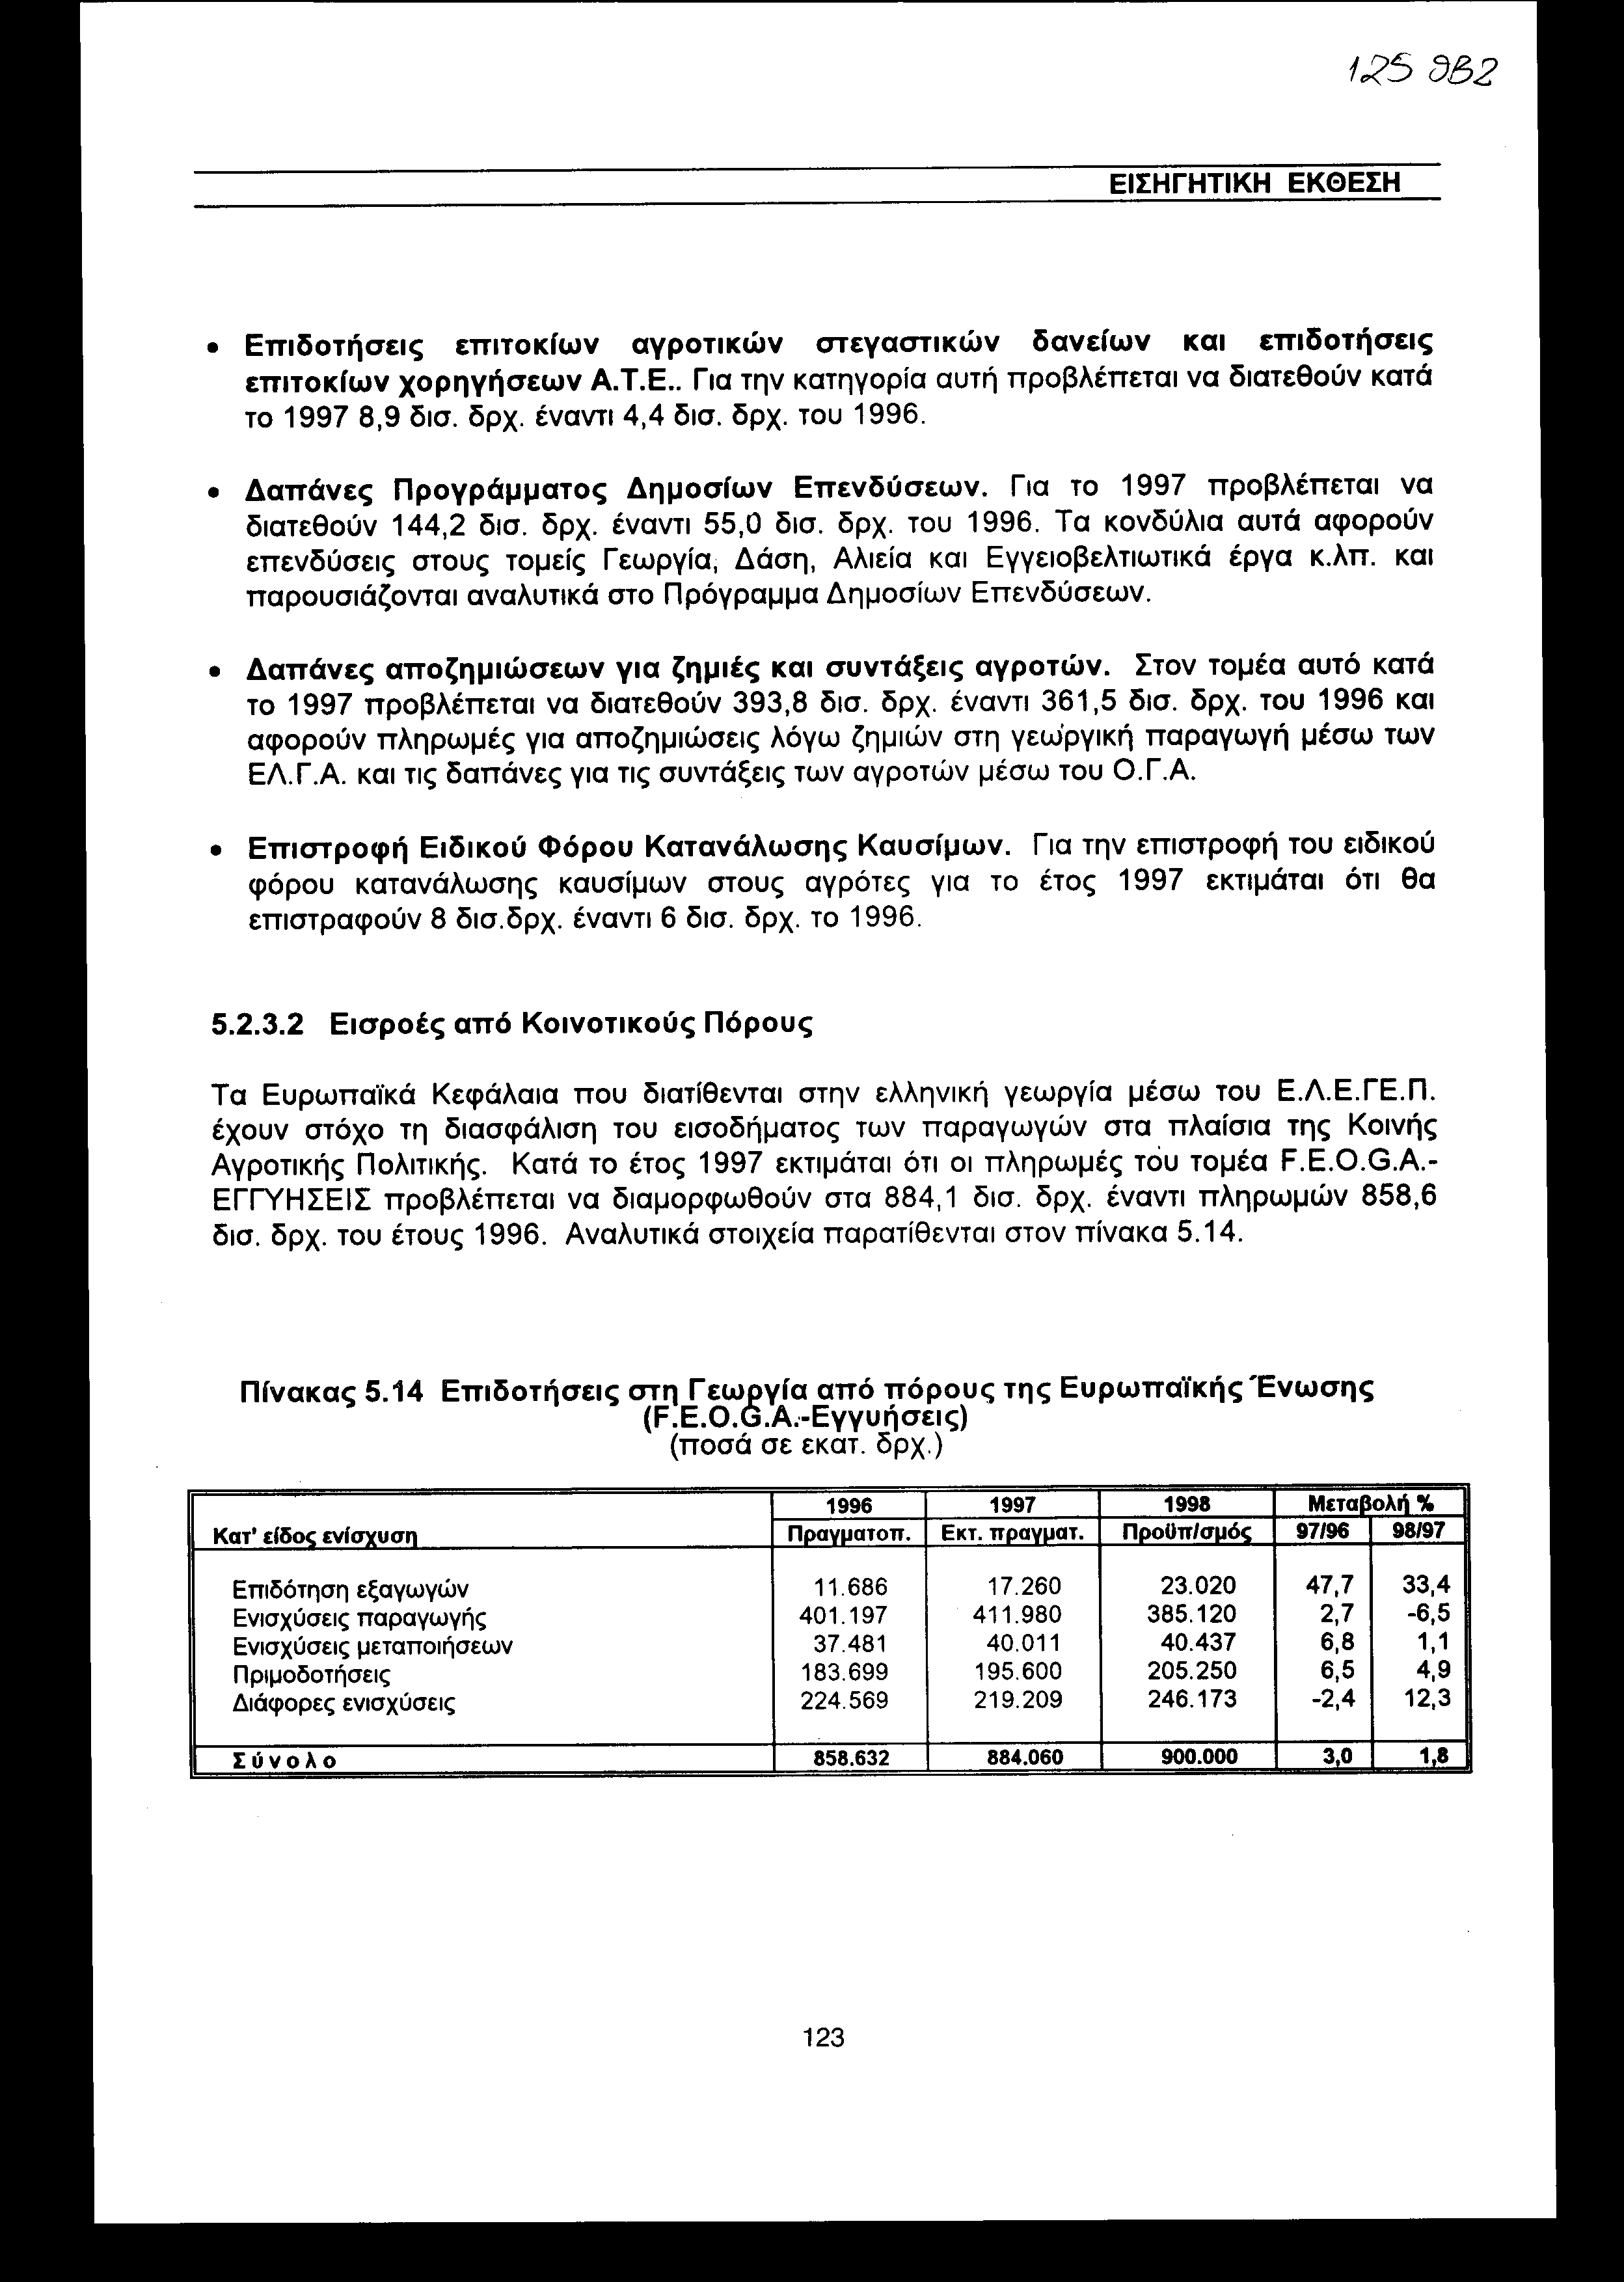 125 982
ΕΙΣΗΓΗΤΙΚΗ ΕΚΘΕΣΗ
• Επιδοτήσεις επιτοκίων αγροτικών στεγαστικών δανείων και επιδοτήσεις
επιτοκίων χορηγήσεων Α.Τ.Ε.. Για την κατηγορία αυτή προβλέπεται να διατεθούν κατά
το 1997 8,9 δισ. δρχ. έναντι 4,4 δισ. δρχ. του 1996.
• Δαπάνες Προγράμματος Δημοσίων Επενδύσεων. Για το 1997 προβλέπεται να
διατεθούν 144,2 δισ. δρχ. έναντι 55,0 δισ. δρχ. του 1996. Τα κονδύλια αυτά αφορούν
επενδύσεις στους τομείς Γεωργία, Δάση, Αλιεία και Εγγειοβελτιωτικά έργα κ.λπ. και
παρουσιάζονται αναλυτικά στο Πρόγραμμα Δημοσίων Επενδύσεων.
• Δαπάνες αποζημιώσεων για ζημιές και συντάξεις αγροτών. Στον τομέα αυτό κατά
το 1997 προβλέπεται να διατεθούν 393,8 δισ. δρχ. έναντι 361,5 δισ. δρχ. του 1996 και
αφορούν πληρωμές για αποζημιώσεις λόγω ζημιών στη γεωργική παραγωγή μέσω των
ΕΛ.Γ.Α. και τις δαπάνες για τις συντάξεις των αγροτών μέσω του Ο.Γ.Α.
• Επιστροφή Ειδικού Φόρου Κατανάλωσης Καυσίμων. Για την επιστροφή του ειδικού
φόρου κατανάλωσης καυσίμων στους αγρότες για το έτος 1997 εκτιμάται ότι θα
επιστραφούν 8 δισ.δρχ. έναντι 6 δισ. δρχ. το 1996.
5.2.3.2 Εισροές από Κοινοτικούς Πόρους
Τα Ευρωπαϊκά Κεφάλαια που διατίθενται στην ελληνική γεωργία μέσω του Ε.Λ.Ε.ΓΕ.Π.
έχουν στόχο τη διασφάλιση του εισοδήματος των παραγωγών στα πλαίσια της Κοινής
Αγροτικής Πολιτικής. Κατά το έτος 1997 εκτιμάται ότι οι πληρωμές του τομέα F.E.O.G.A.-
ΕΓΓΥΗΣΕΙΣ προβλέπεται να διαμορφωθούν στα 884,1 δισ. δρχ. έναντι πληρωμών 858,6
δισ. δρχ. του έτους 1996. Αναλυτικά στοιχεία παρατίθενται στον πίνακα 5.14.
Πίνακας 5.14 Επιδοτήσεις στη Γεωργία από πόρους της Ευρωπαϊκής Ένωσης
(F.E.O.G.A.-Εγγυήσεις)
(ποσά σε εκατ. δρχ.)
1996 1997 1998 Μεταβολή %
Κατ' είδος ενίσχυση Πραγματοπ. Εκτ. πραγματ. Προϋπ/σμός 97/96 98/97
Επιδότηση εξαγωγών 11.686 17.260 23.020 47,7 33,4
Ενισχύσεις παραγωγής 401.197 411.980 385.120 2,7 -6,5
Ενισχύσεις μεταποιήσεων 37.481 40.011 40.437 6,8 1,1
Πριμοδοτήσεις 183.699 195.600 205.250 6,5 4,9
Διάφορες ενισχύσεις 224.569 219.209 246.173 -2,4 12,3
Σύνολο 858.632 884.060 900.000 3,0 1,8
123